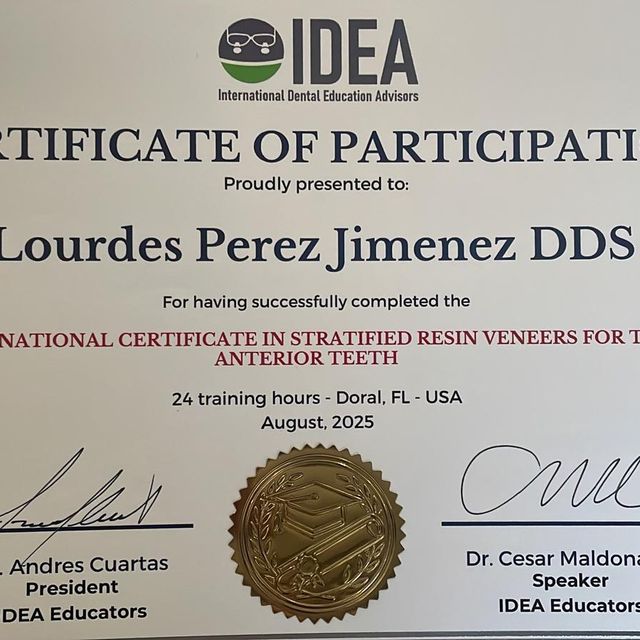 IDEA
International Dental Education Advisors
RTIFICATE OF PARTICIPATI
Proudly presented to:
Lourdes Perez Jimenez DDS
For having successfully completed the
NATIONAL CERTIFICATE IN STRATIFIED RESIN VENEERS FOR T
ANTERIOR TEETH
24 training hours - Doral, FL - USA
August, 2025
. Andres Cuartas
President
IDEA Educators
Dr. Cesar Maldona
Speaker
IDEA Educators